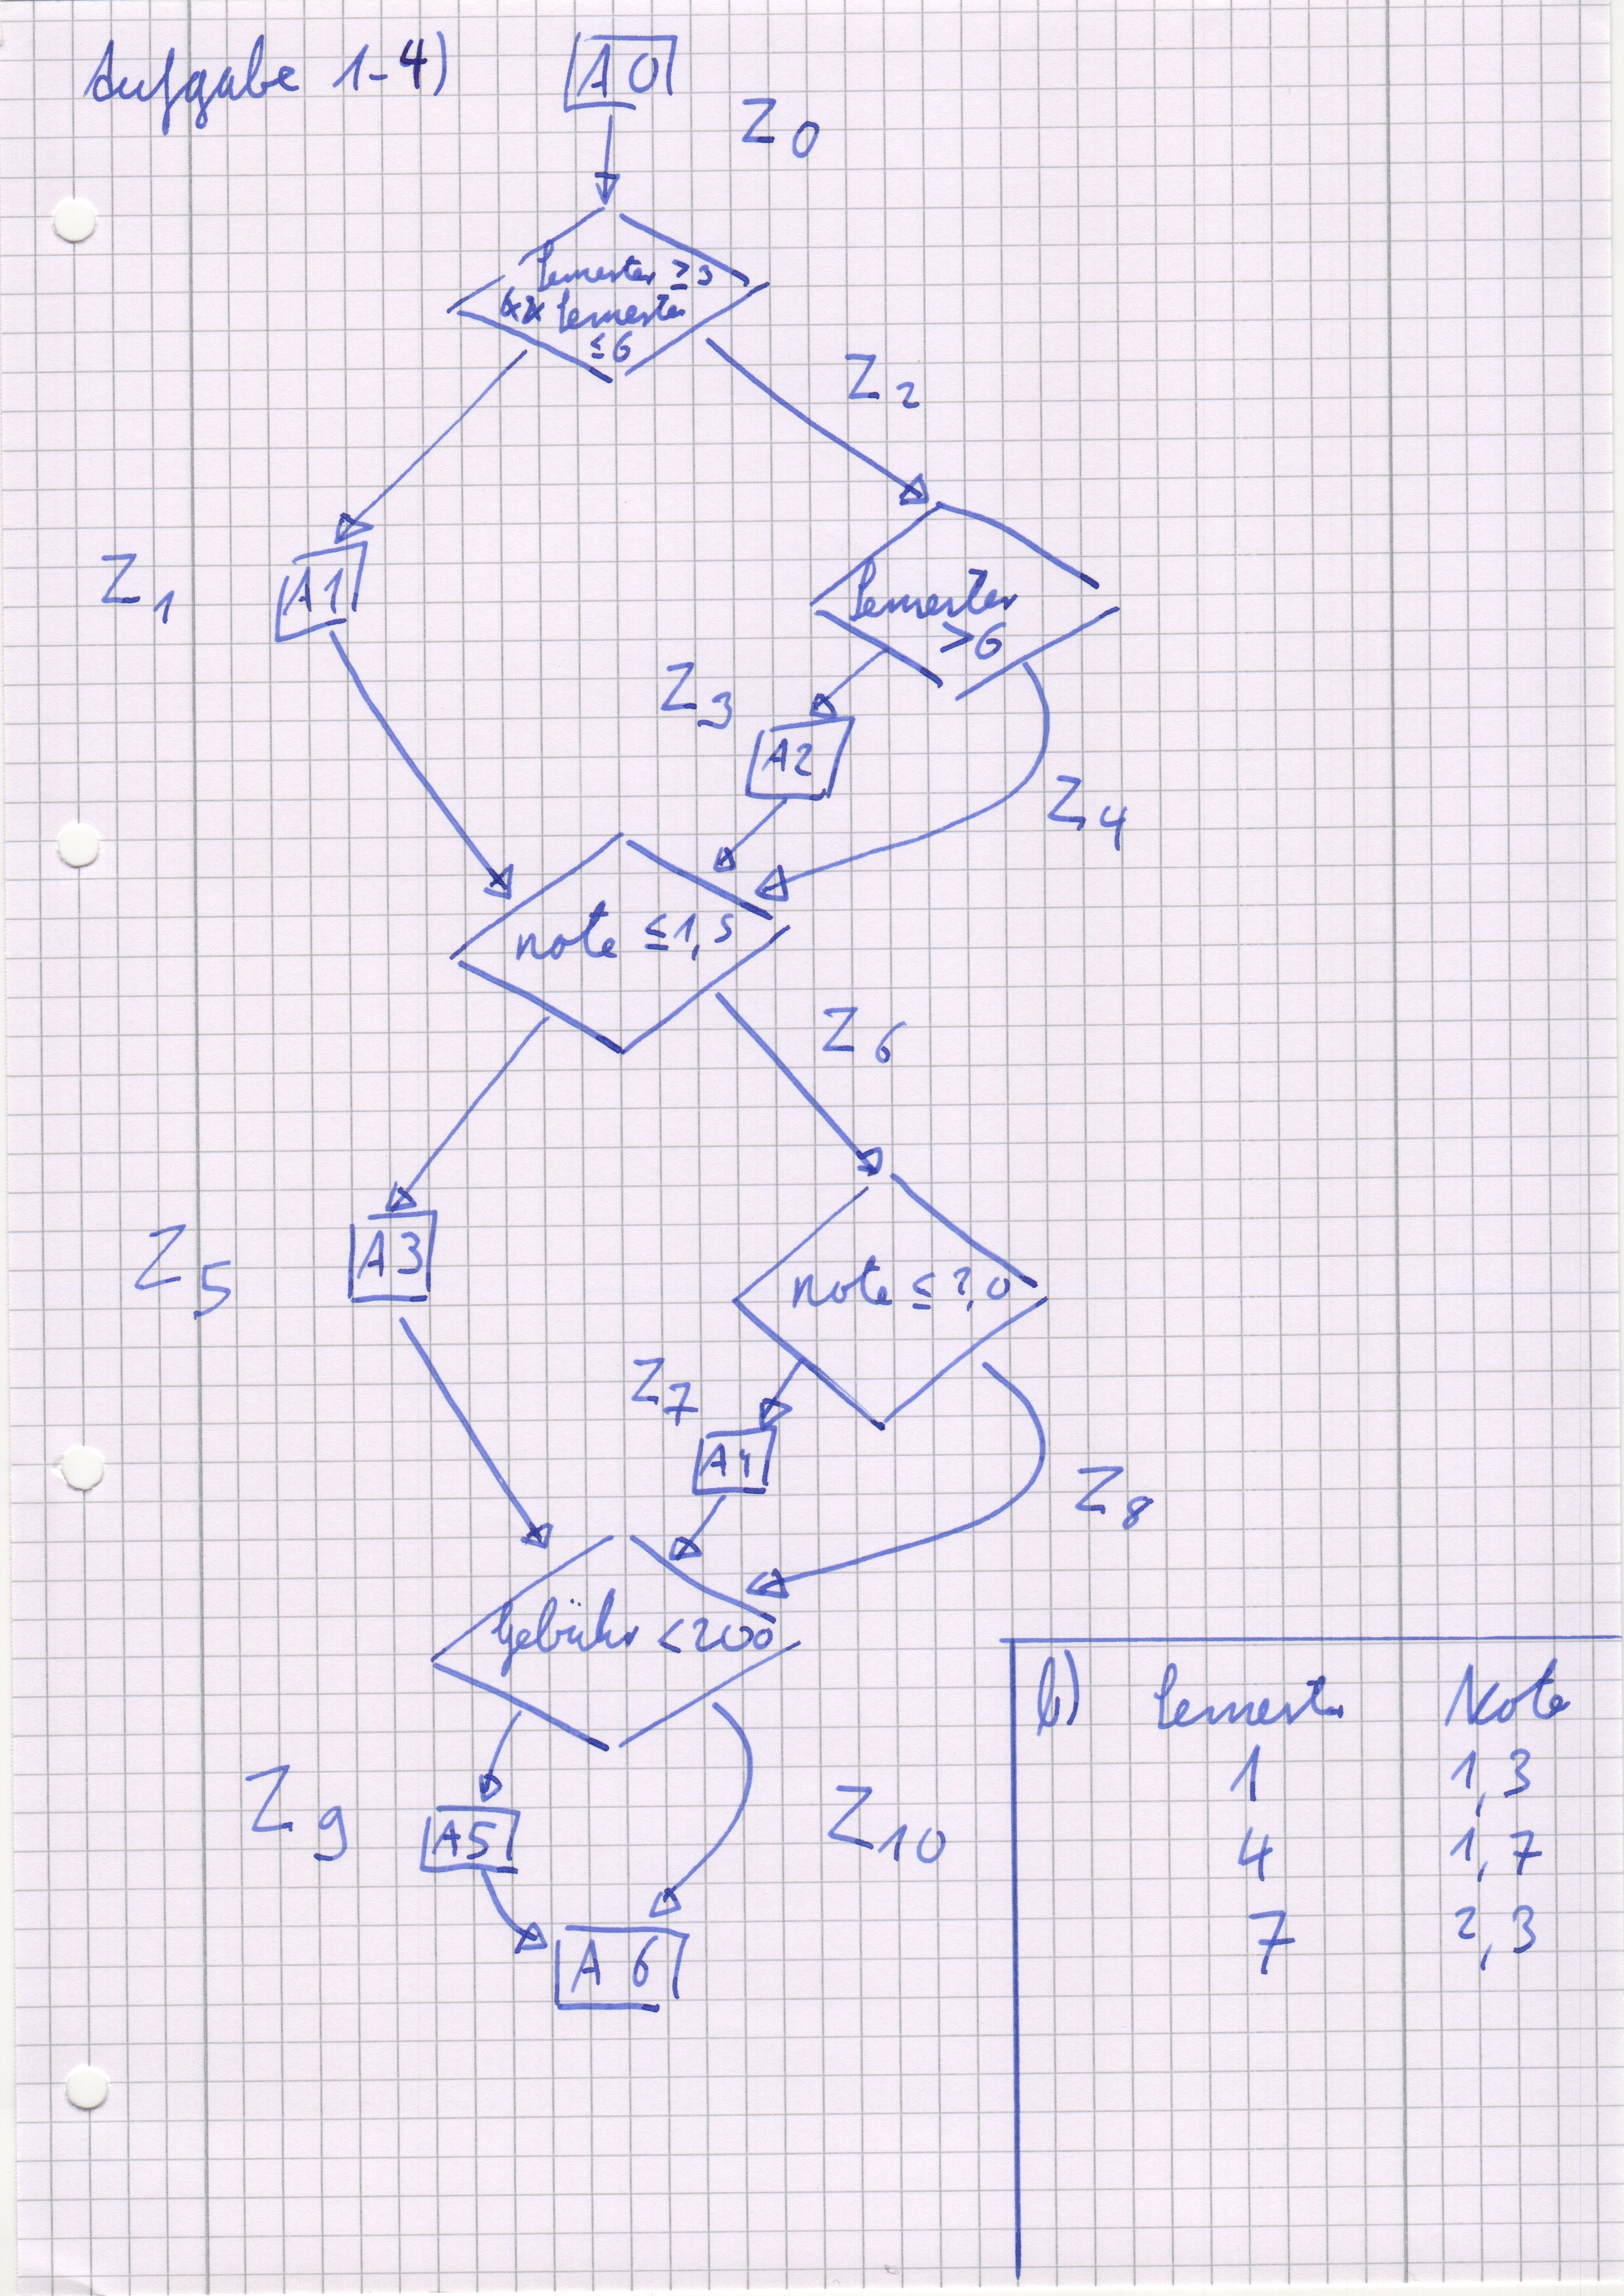 Aufgabe 1-4)
A0
Z0
Semester ≥3
&& Semester
≤6
Z2
Z1
A1
Semester
>6
Z3
A2
Z4
note ≤1,5
Z6
Z5
A3
note ≤2,0
Z7
A4
Z8
Gebühr <200
Z9
A5
Z10
A6
b) Semester Note
1 1,3
4 1,7
7 2,3